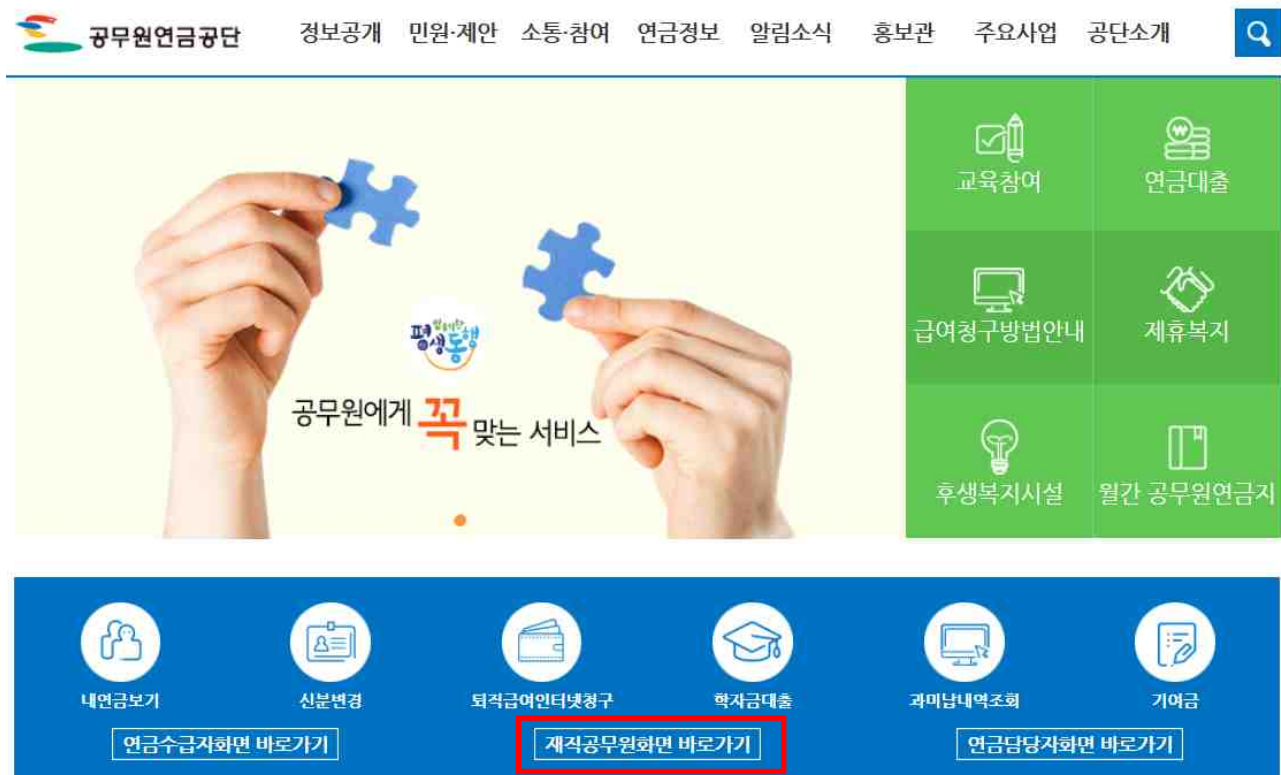 공무원연금공단 정보공개 민원·제안 소통·참여 연금정보 알림소식 홍보관 주요사업 공단소개
교육참여 연금대출
급여청구방법안내 제휴복지
평생동행
공무원에게 꼭 맞는 서비스
후생복지시설 월간 공무원연금지
내연금보기 신분변경 퇴직급여인터넷청구 학자금대출 과미납내역조회 기여금
연금수급자화면 바로가기 재직공무원화면 바로가기 연금담당자화면 바로가기